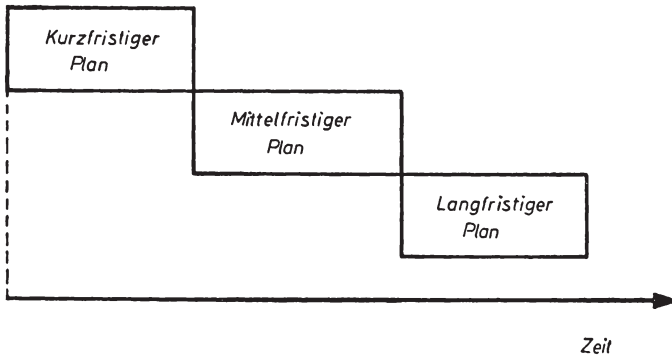 Kurzfristiger
Plan
Mittelfristiger
Plan
Langfristiger
Plan
Zeit